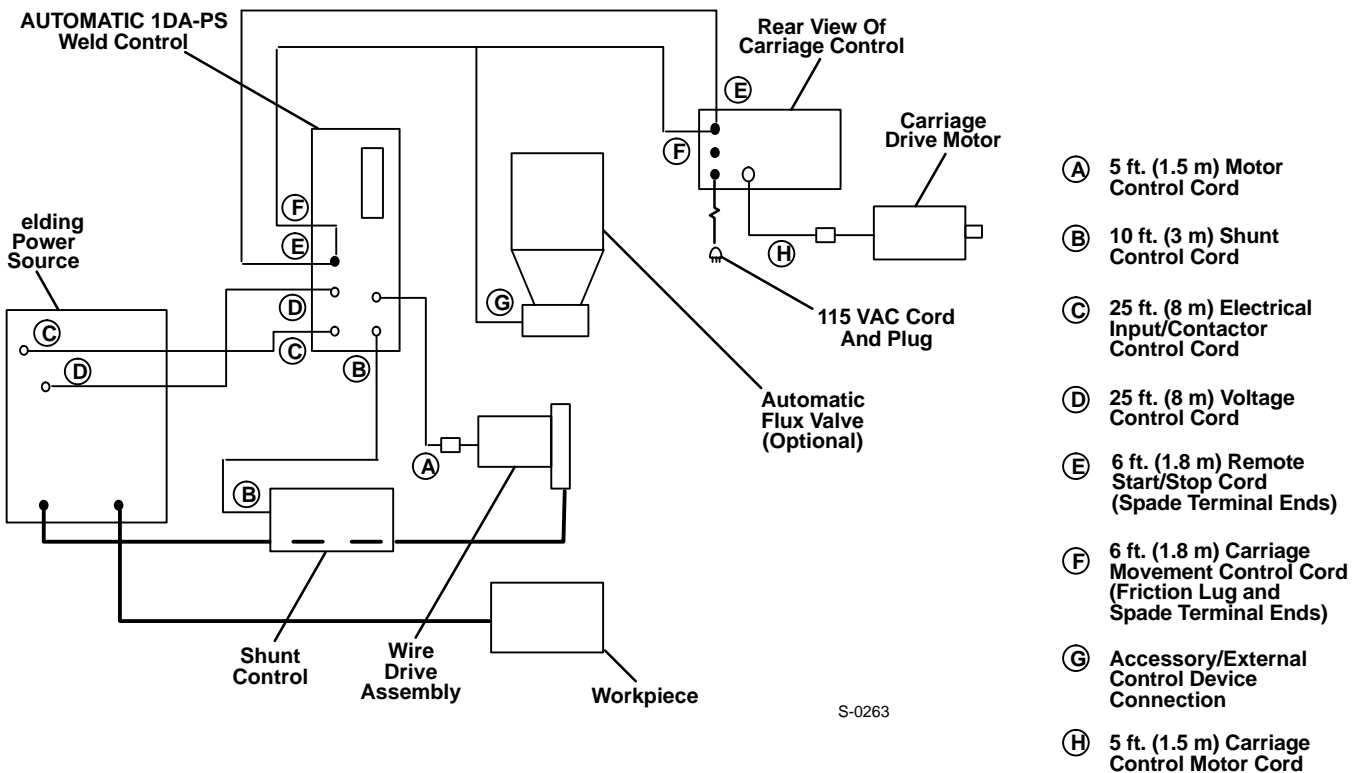 AUTOMATIC 1DA-PS
Weld Control
Rear View Of
Carriage Control
Carriage
Drive Motor
E
F
F
E
elding
Power
Source
D
C
B
C
D
G
H
115 VAC Cord
And Plug
Automatic
Flux Valve
(Optional)
A
B
Shunt
Control
Wire
Drive
Assembly
Workpiece
S-0263
A 5 ft. (1.5 m) Motor
Control Cord
B 10 ft. (3 m) Shunt
Control Cord
C 25 ft. (8 m) Electrical
Input/Contactor
Control Cord
D 25 ft. (8 m) Voltage
Control Cord
E 6 ft. (1.8 m) Remote
Start/Stop Cord
(Spade Terminal Ends)
F 6 ft. (1.8 m) Carriage
Movement Control Cord
(Friction Lug and
Spade Terminal Ends)
G Accessory/External
Control Device
Connection
H 5 ft. (1.5 m) Carriage
Control Motor Cord